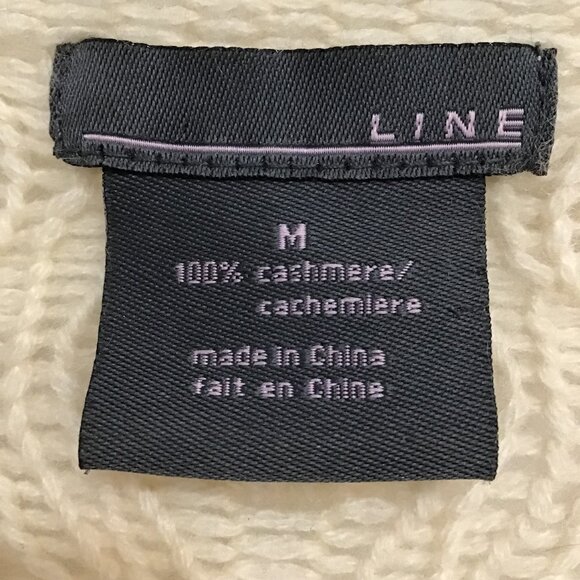 LINE
M
100% cashmere/
cachemiere
made in China
fait en Chine